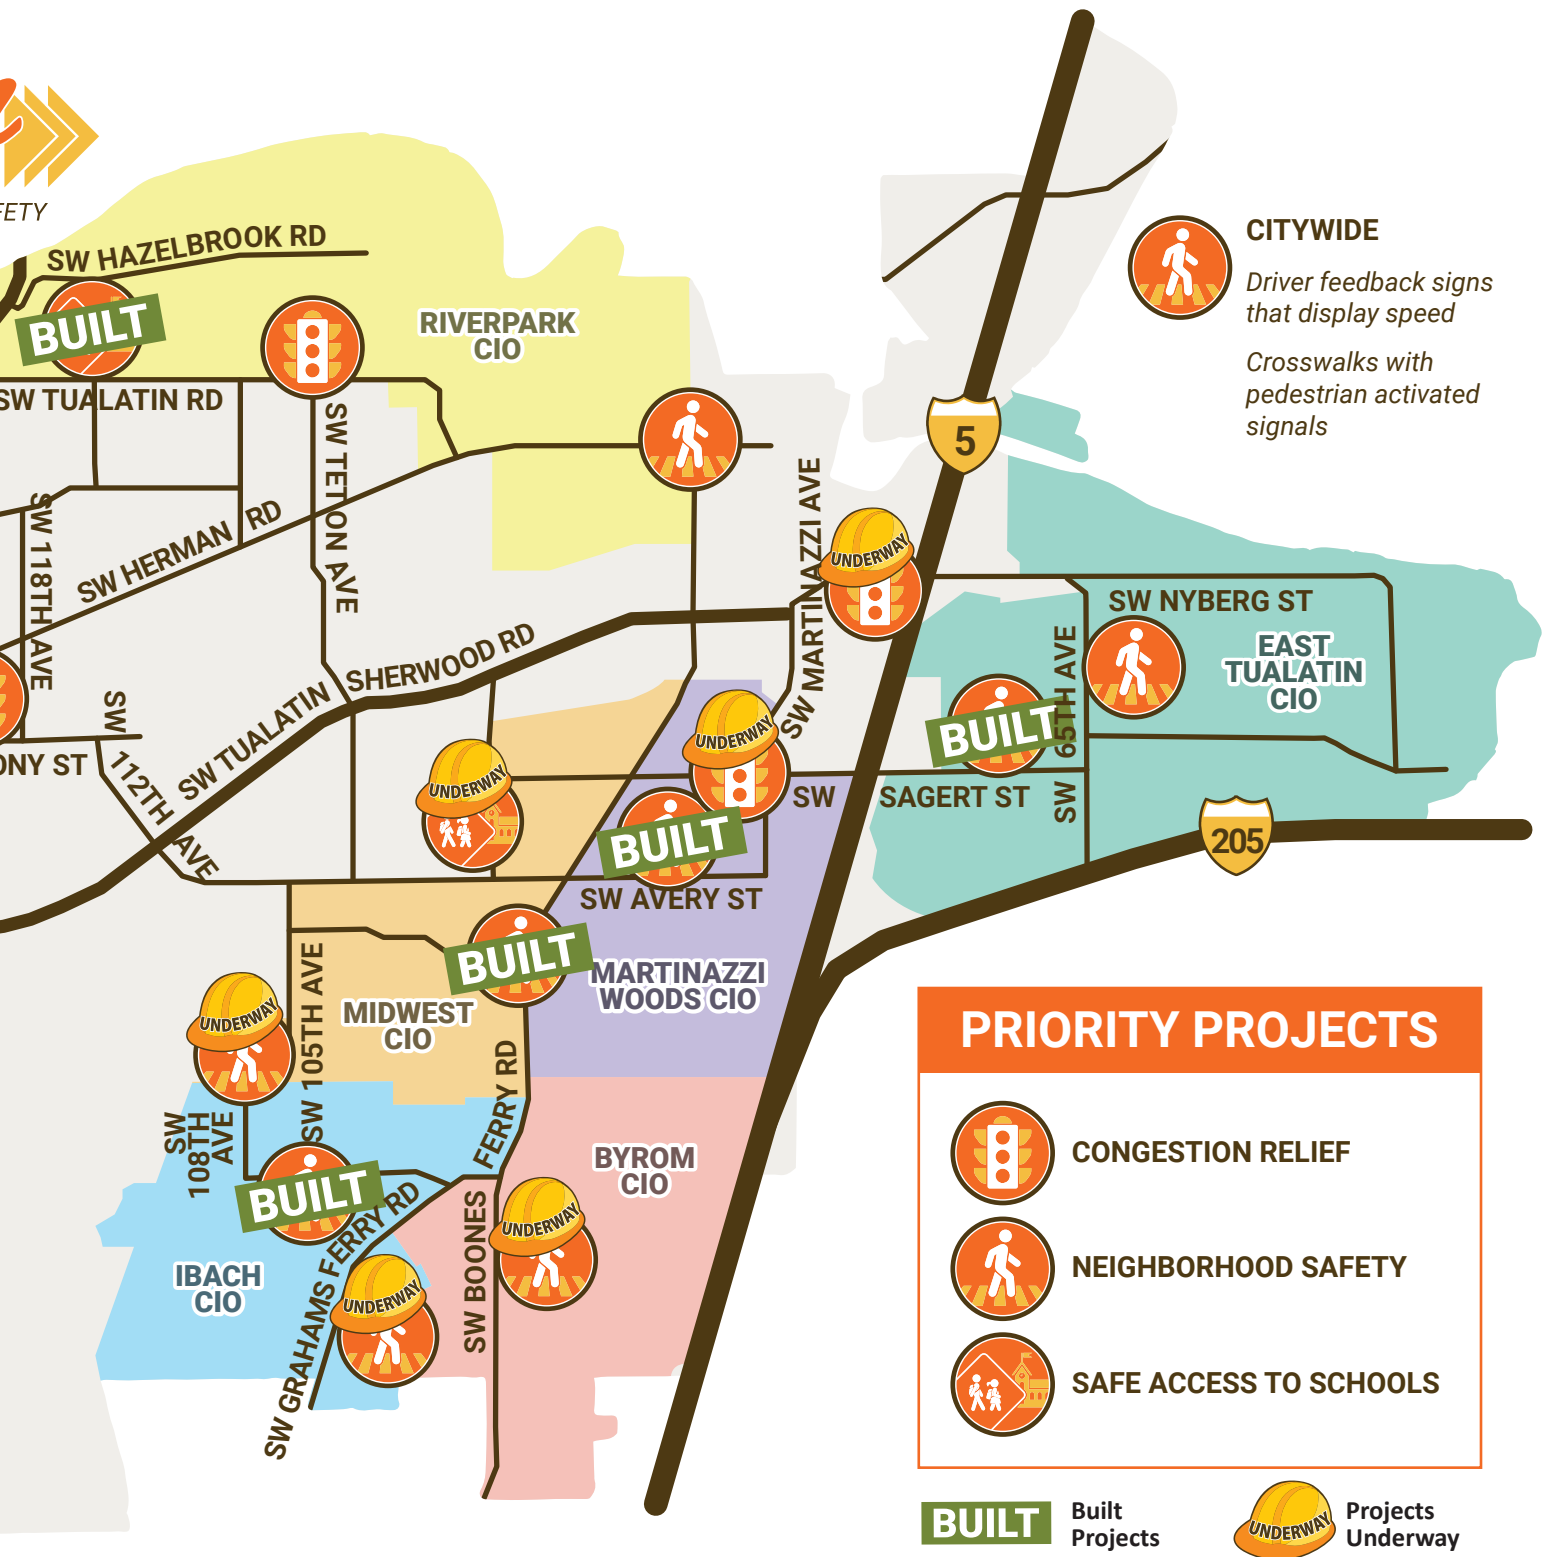 FETY
SW HAZELBROOK RD
BUILT
RIVERPARK
CIO
SW TUALATIN RD
SW TETON AVE
SW 118TH AVE
SW HERMAN RD
5
CITYWIDE
Driver feedback signs
that display speed
Crosswalks with
pedestrian activated
signals
SW MARTINAZZI AVE
UNDERWAY
SW NYBERG ST
EAST
TUALATIN
CIO
SW 65TH AVE
BUILT
SW TUALATIN SHERWOOD RD
SW 112TH AVE
ONY ST
UNDERWAY
UNDERWAY
SW SAGERT ST
205
BUILT
SW AVERY ST
BUILT
MARTINAZZI
WOODS CIO
MIDWEST
CIO
UNDERWAY
SW 105TH AVE
SW
108TH
AVE
SW BOONES FERRY RD
BYROM
CIO
BUILT
UNDERWAY
IBACH
CIO
SW GRAHAMS FERRY RD
UNDERWAY
PRIORITY PROJECTS
CONGESTION RELIEF
NEIGHBORHOOD SAFETY
SAFE ACCESS TO SCHOOLS
BUILT
Built
Projects
UNDERWAY
Projects
Underway